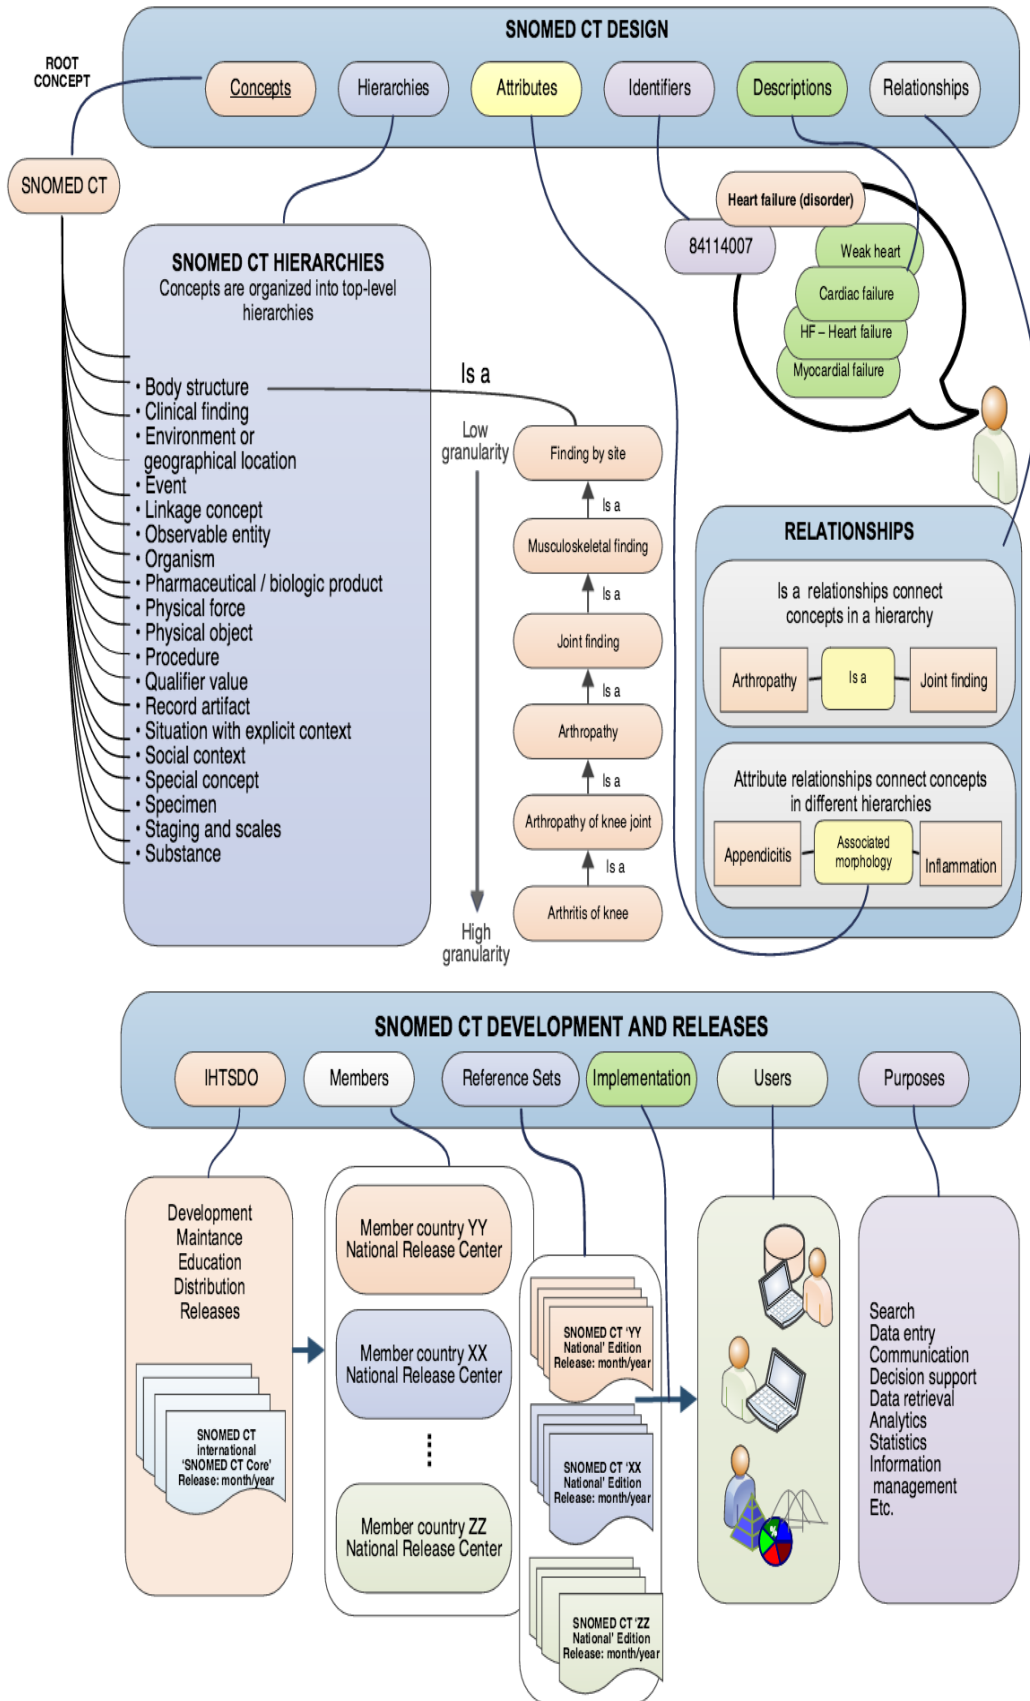 SNOMED CT DESIGN
ROOT
CONCEPT
Concepts
Hierarchies
Attributes
Identifiers
Descriptions
Relationships
SNOMED CT
Heart failure (disorder)
84114007
Weak heart
Cardiac failure
HF – Heart failure
Myocardial failure
SNOMED CT HIERARCHIES
Concepts are organized into top-level
hierarchies
• Body structure
• Clinical finding
• Environment or
geographical location
• Event
• Linkage concept
• Observable entity
• Organism
• Pharmaceutical / biologic product
• Physical force
• Physical object
• Procedure
• Qualifier value
• Record artifact
• Situation with explicit context
• Social context
• Special concept
• Specimen
• Staging and scales
• Substance
Is a
Low
granularity
High
granularity
Finding by site
Is a
Musculoskeletal finding
Is a
Joint finding
Is a
Arthropathy
Is a
Arthropathy of knee joint
Is a
Arthritis of knee
RELATIONSHIPS
Is a relationships connect
concepts in a hierarchy
Arthropathy
Is a
Joint finding
Attribute relationships connect concepts
in different hierarchies
Appendicitis
Associated
morphology
Inflammation
SNOMED CT DEVELOPMENT AND RELEASES
IHTSDO
Members
Reference Sets
Implementation
Users
Purposes
Development
Maintance
Education
Distribution
Releases
SNOMED CT
international
'SNOMED CT Core'
Release: month/year
Member country YY
National Release Center
Member country XX
National Release Center
Member country ZZ
National Release Center
SNOMED CT 'YY
National' Edition
Release: month/year
SNOMED CT 'XX
National' Edition
Release: month/year
SNOMED CT 'ZZ
National' Edition
Release: month/year
Search
Data entry
Communication
Decision support
Data retrieval
Analytics
Statistics
Information
management
Etc.